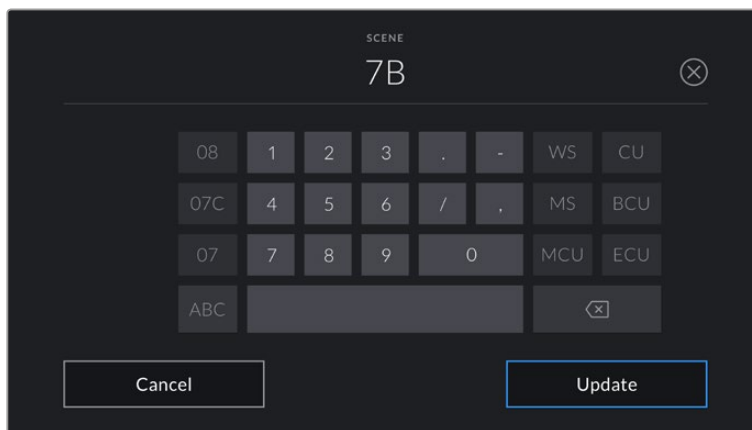 SCENE
7B
08 1 2 3 . - WS CU
07C 4 5 6 / , MS BCU
07 7 8 9 0 MCU ECU
ABC
Cancel Update